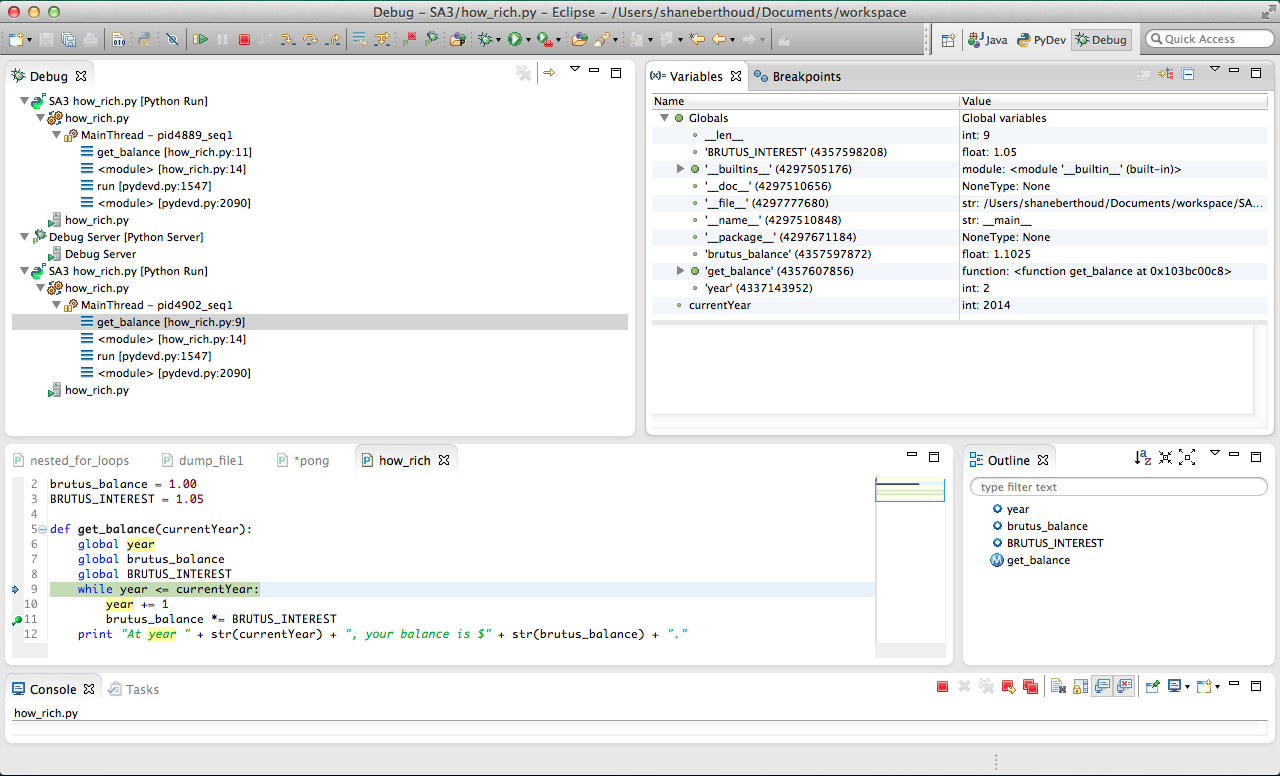 Debug – SA3/how_rich.py – Eclipse – /Users/shaneberthoud/Documents/workspace
Java PyDev Debug Quick Access
Debug
SA3 how_rich.py [Python Run]
how_rich.py
MainThread – pid4889_seq1
get_balance [how_rich.py:11]
<module> [how_rich.py:14]
run [pydevd.py:1547]
<module> [pydevd.py:2090]
how_rich.py
Debug Server [Python Server]
Debug Server
SA3 how_rich.py [Python Run]
how_rich.py
MainThread – pid4902_seq1
get_balance [how_rich.py:9]
<module> [how_rich.py:14]
run [pydevd.py:1547]
<module> [pydevd.py:2090]
how_rich.py
(x)= Variables Breakpoints
Name Value
Globals Global variables
__len__ int: 9
'BRUTUS_INTEREST' (4357598208) float: 1.05
'__builtins__' (4297505176) module: <module '__builtin__' (built-in)>
'__doc__' (4297510656) NoneType: None
'__file__' (4297777680) str: /Users/shaneberthoud/Documents/workspace/SA...
'__name__' (4297510848) str: __main__
'__package__' (4297671184) NoneType: None
'brutus_balance' (4357597872) float: 1.1025
'get_balance' (4357607856) function: <function get_balance at 0x103bc00c8>
'year' (4337143952) int: 2
currentYear int: 2014
nested_for_loops dump_file1 *pong how_rich
2 brutus_balance = 1.00
3 BRUTUS_INTEREST = 1.05
4
5 def get_balance(currentYear):
6 global year
7 global brutus_balance
8 global BRUTUS_INTEREST
9 while year <= currentYear:
10 year += 1
11 brutus_balance *= BRUTUS_INTEREST
12 print "At year " + str(currentYear) + ", your balance is $" + str(brutus_balance) + "."
Outline
type filter text
year
brutus_balance
BRUTUS_INTEREST
get_balance
Console Tasks
how_rich.py